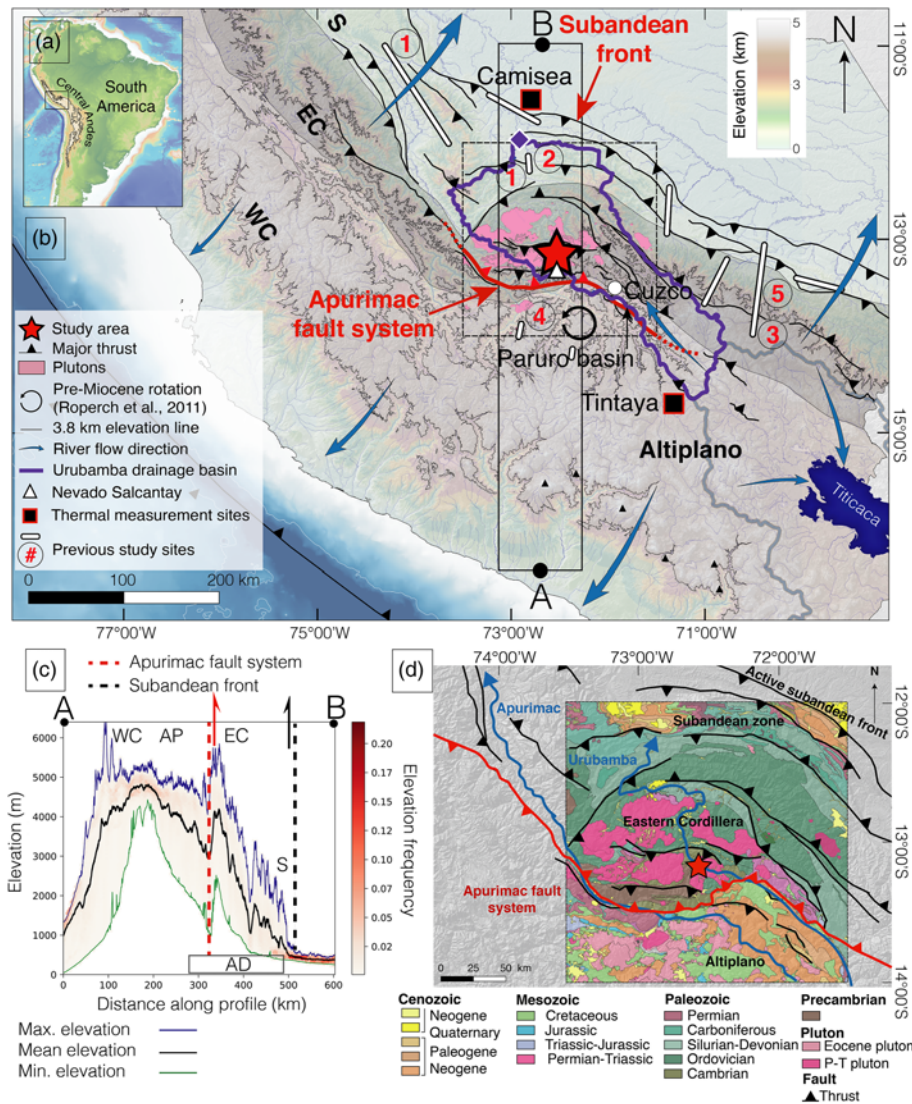 (a)
South
America
Central
Andes
(b)
S
EC
WC
1
B
Subandean
front
Camisea
Elevation (km)
5
3
0
N
11°00'S
13°00'S
15°00'S
1
2
Apurimac
fault system
4
Cuzco
Paruro basin
5
3
Tintaya
Altiplano
Titicaca
A
Study area
Major thrust
Plutons
Pre-Miocene rotation
(Roperch et al., 2011)
3.8 km elevation line
River flow direction
Urubamba drainage basin
Nevado Salcantay
Thermal measurement sites
# Previous study sites
0 100 200 km
77°00'W 75°00'W 73°00'W 71°00'W
(c)
Apurimac fault system
Subandean front
A
B
WC AP EC
S
AD
Elevation (m)
6000
5000
4000
3000
2000
1000
0
0 100 200 300 400 500 600
Distance along profile (km)
Elevation frequency
0.20
0.17
0.14
0.11
0.08
0.05
0.02
Max. elevation
Mean elevation
Min. elevation
(d)
74°00'W 73°00'W 72°00'W
N
12°00'S
13°00'S
14°00'S
Active subandean front
Apurimac
Subandean zone
Urubamba
Eastern Cordillera
Apurimac fault
system
Altiplano
0 25 50 km
Cenozoic
Neogene
Quaternary
Paleogene
Neogene
Mesozoic
Cretaceous
Jurassic
Triassic-Jurassic
Permian-Triassic
Paleozoic
Permian
Carboniferous
Silurian-Devonian
Ordovician
Cambrian
Precambrian
Pluton
Eocene pluton
P-T pluton
Fault
Thrust